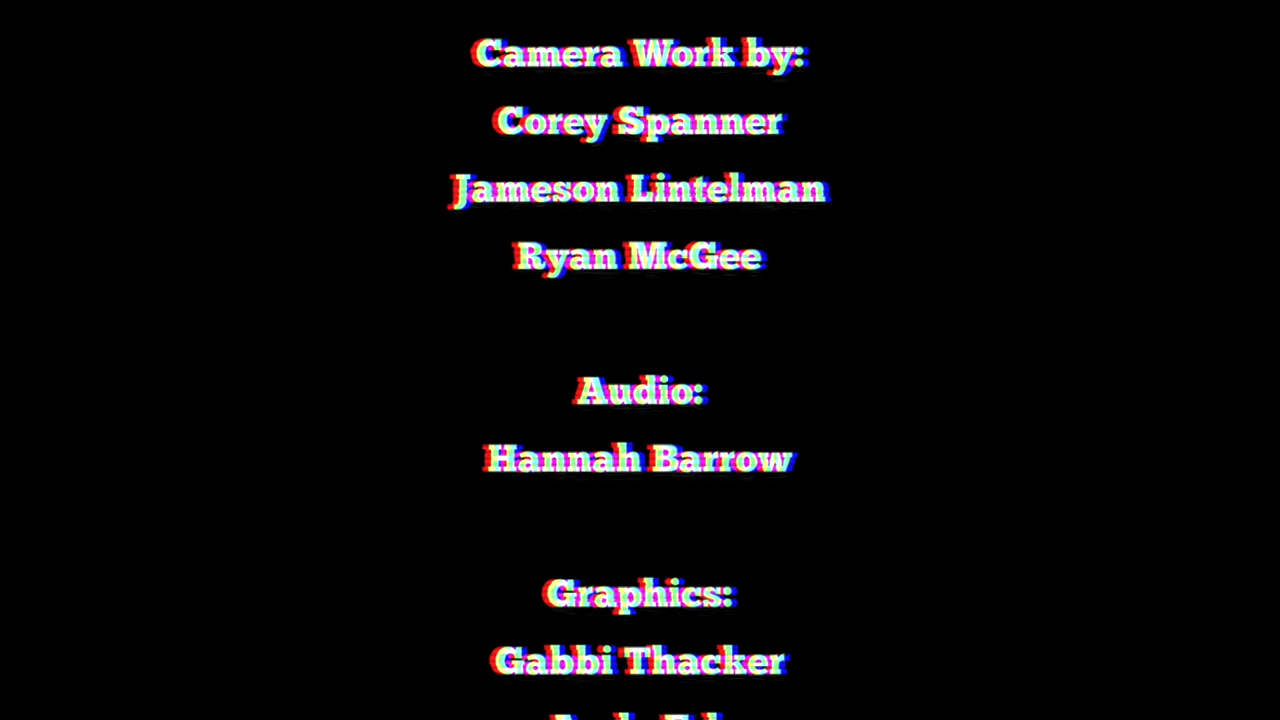 Camera Work by:
Corey Spanner
Jameson Lintelman
Ryan McGee
Audio:
Hannah Barrow
Graphics:
Gabbi Thacker